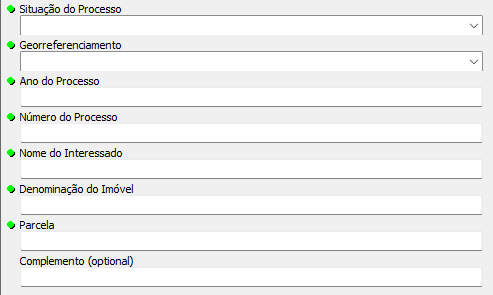 Situação do Processo
Georreferenciamento
Ano do Processo
Número do Processo
Nome do Interessado
Denominação do Imóvel
Parcela
Complemento (optional)